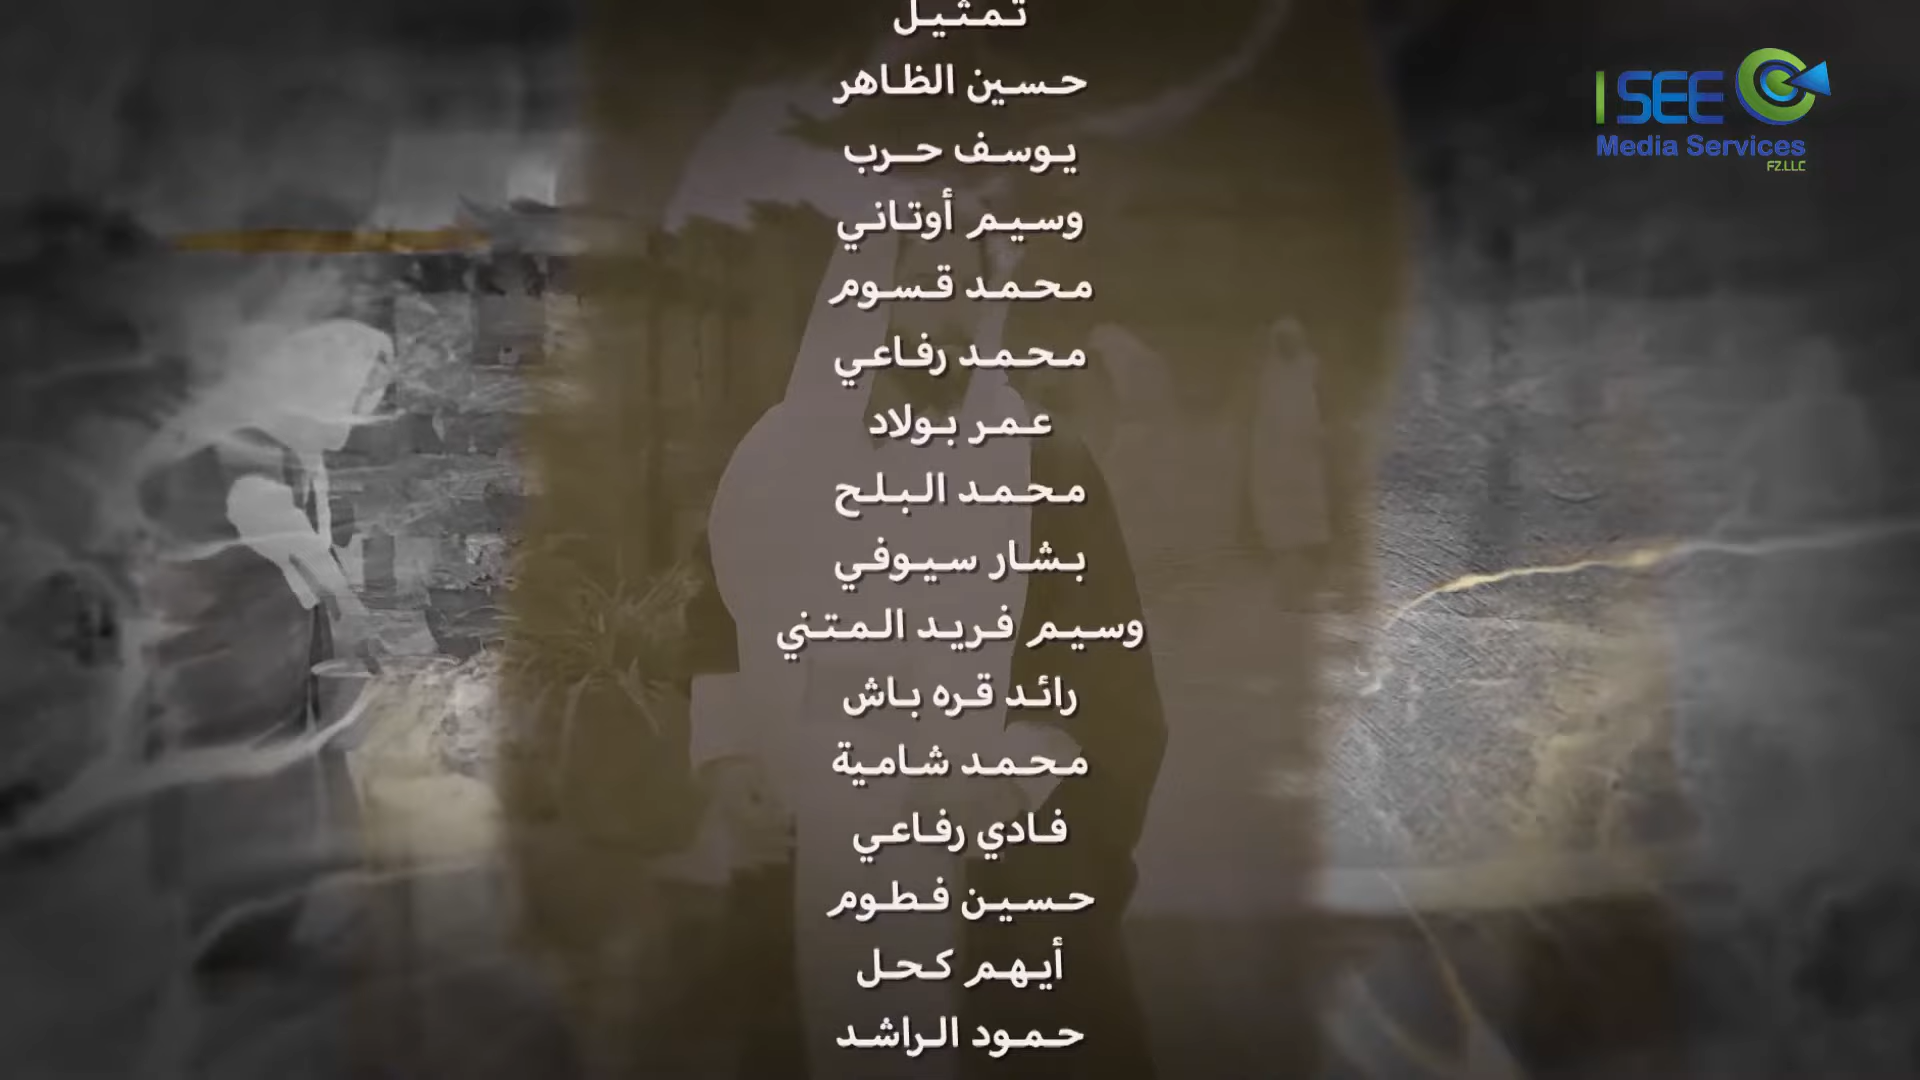 تمثيل
حسين الظاهر
يوسف حرب
وسيم أوتاني
محمد قسوم
محمد رفاعي
عمر بولاد
محمد البلح
بشار سيوفي
وسيم فريد المتني
رائد قره باش
محمد شامية
فادي رفاعي
حسين فطوم
أيهم كحل
حمود الراشد
I SEE
Media Services
FZ.LLC